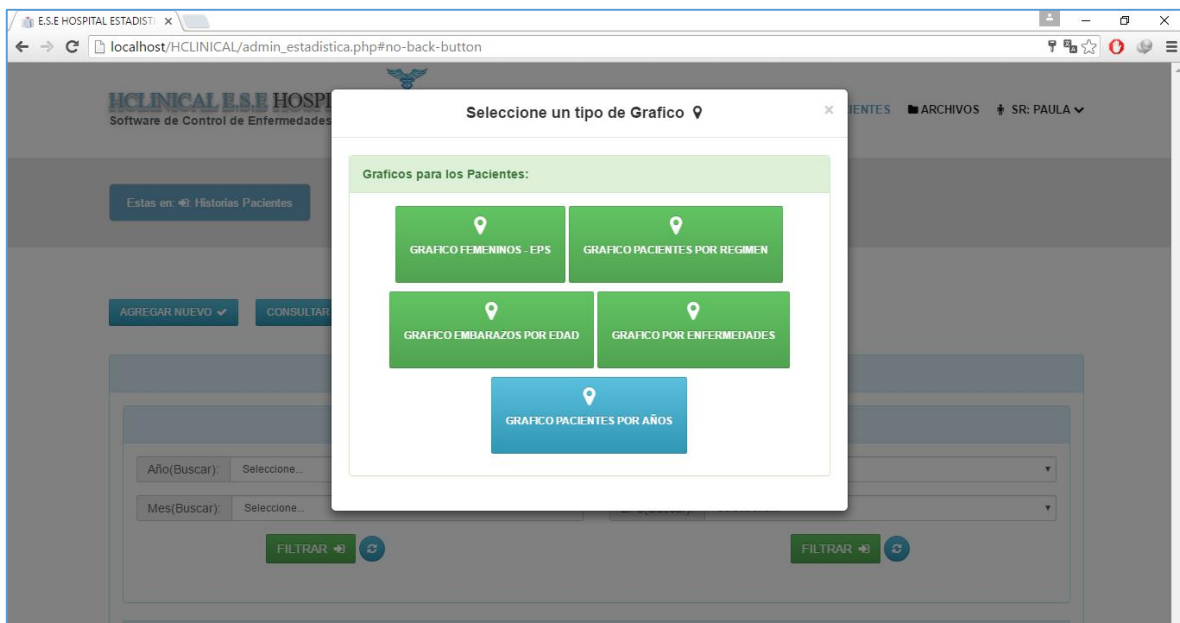 E.S.E HOSPITAL ESTADISTI
localhost/HCLINICAL/admin_estadistica.php#no-back-button
HCLINICAL E.S.E HOSPI
Software de Control de Enfermedades
IENTES ARCHIVOS SR: PAULA
Seleccione un tipo de Grafico
×
Graficos para los Pacientes:
Estas en: Historias Pacientes
GRAFICO FEMENINOS - EPS
GRAFICO PACIENTES POR REGIMEN
GRAFICO EMBARAZOS POR EDAD
GRAFICO POR ENFERMEDADES
GRAFICO PACIENTES POR AÑOS
AGREGAR NUEVO
CONSULTAR
Año(Buscar): Seleccione...
Mes(Buscar): Seleccione...
FILTRAR
FILTRAR